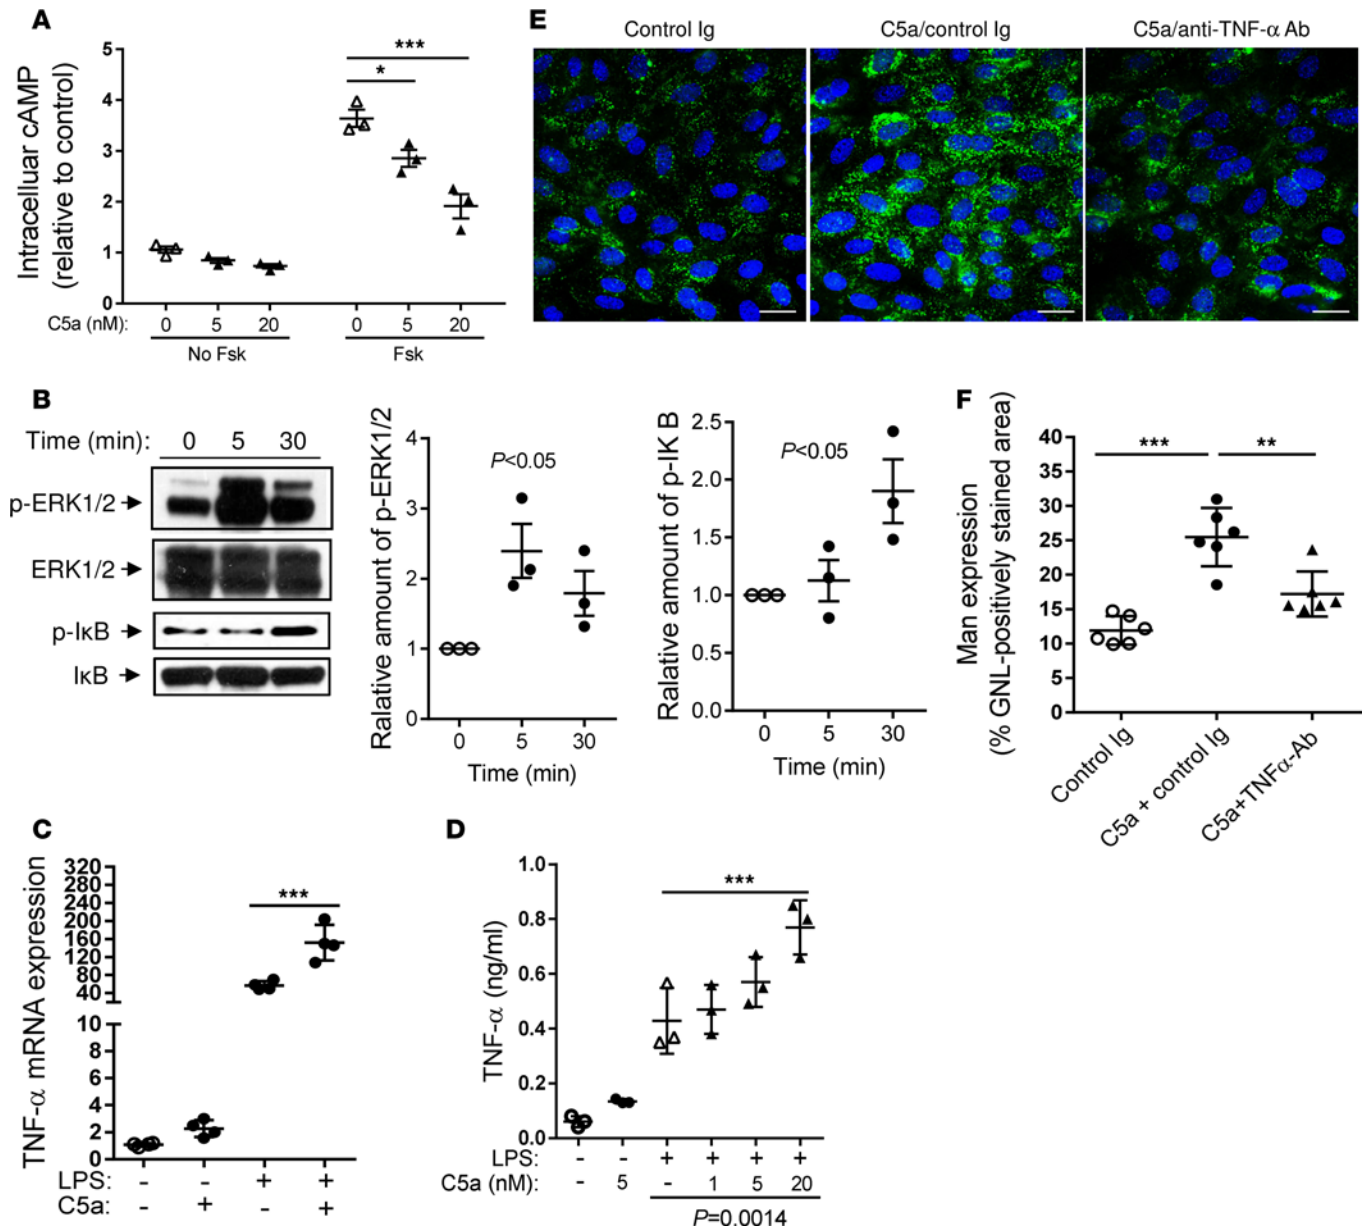 A
Intracelluar cAMP
(relative to control)
5
4
3
2
1
0
***
*
C5a (nM):
0 5 20 0 5 20
No Fsk Fsk
B
Time (min): 0 5 30
p-ERK1/2
ERK1/2
p-IκB
IκB
Ralative amount of p-ERK1/2
4
3
2
1
0
P<0.05
0 5 30
Time (min)
Ralative amount of p-IK B
2.5
2.0
1.5
1.0
0.5
0.0
P<0.05
0 5 30
Time (min)
C
TNF-α mRNA expression
320
280
240
200
160
120
80
40
10
8
6
4
2
0
***
LPS: - - + +
C5a: - + - +
D
TNF-α (ng/ml)
1.0
0.8
0.6
0.4
0.2
0.0
***
LPS: - - + + + +
C5a (nM): - 5 - 1 5 20
P=0.0014
E
Control Ig C5a/control Ig C5a/anti-TNF-α Ab
F
Man expression
(% GNL-positively stained area)
40
35
30
25
20
15
10
5
0
*** **
Control Ig
C5a + control Ig
C5a+TNFα-Ab